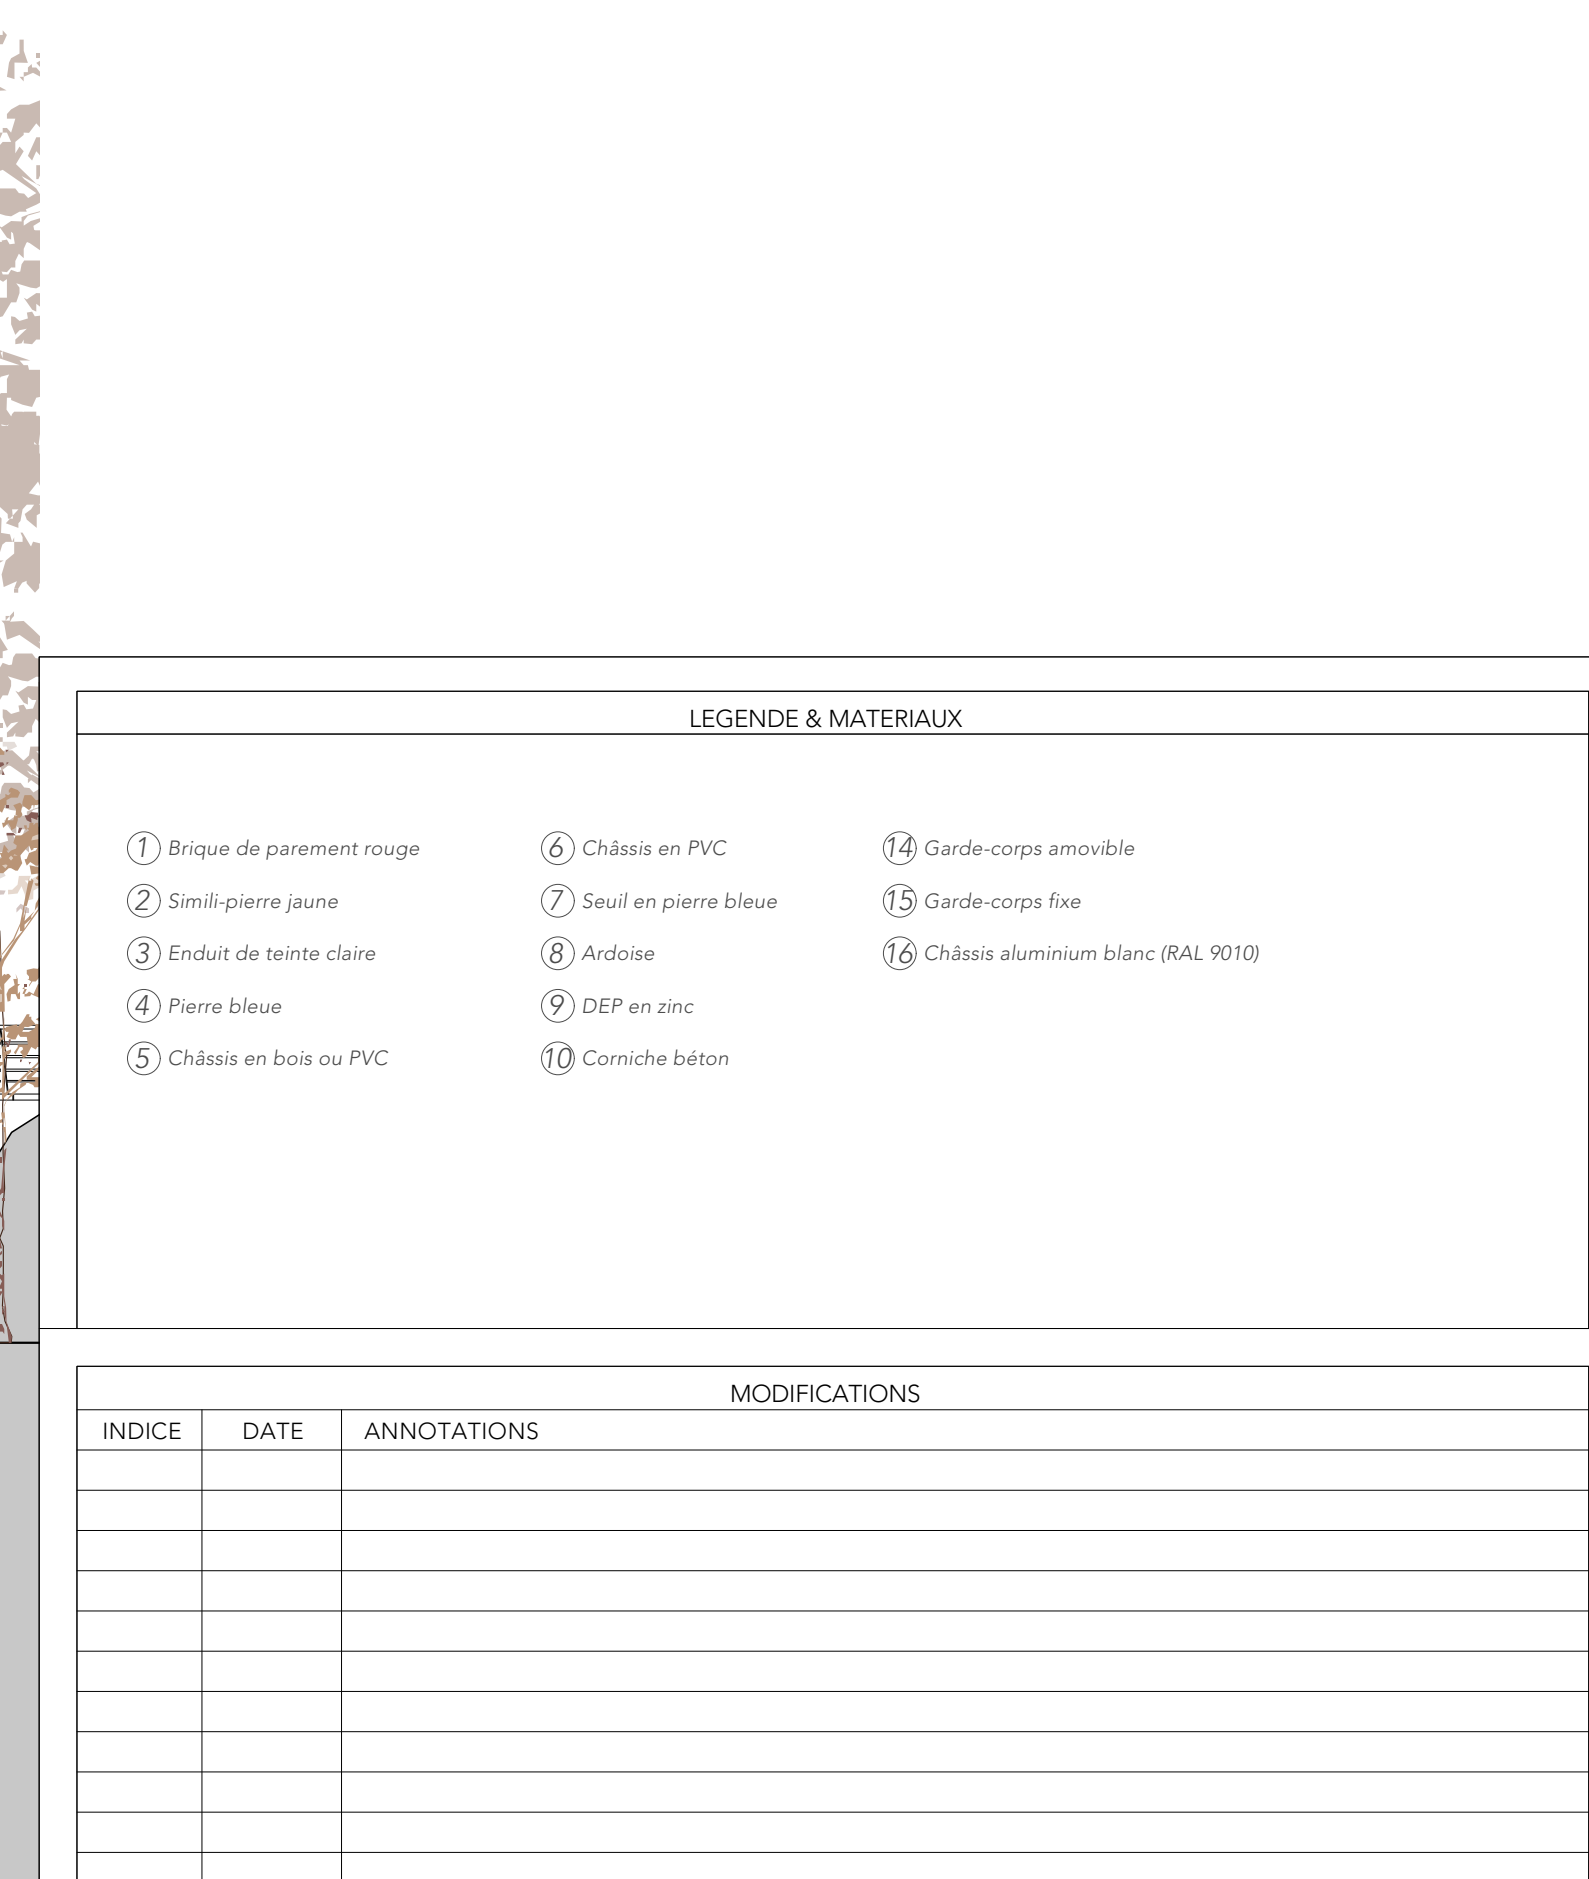 LEGENDE & MATERIAUX
1 Brique de parement rouge
2 Simili-pierre jaune
3 Enduit de teinte claire
4 Pierre bleue
5 Châssis en bois ou PVC
6 Châssis en PVC
7 Seuil en pierre bleue
8 Ardoise
9 DEP en zinc
10 Corniche béton
14 Garde-corps amovible
15 Garde-corps fixe
16 Châssis aluminium blanc (RAL 9010)
MODIFICATIONS
INDICE DATE ANNOTATIONS